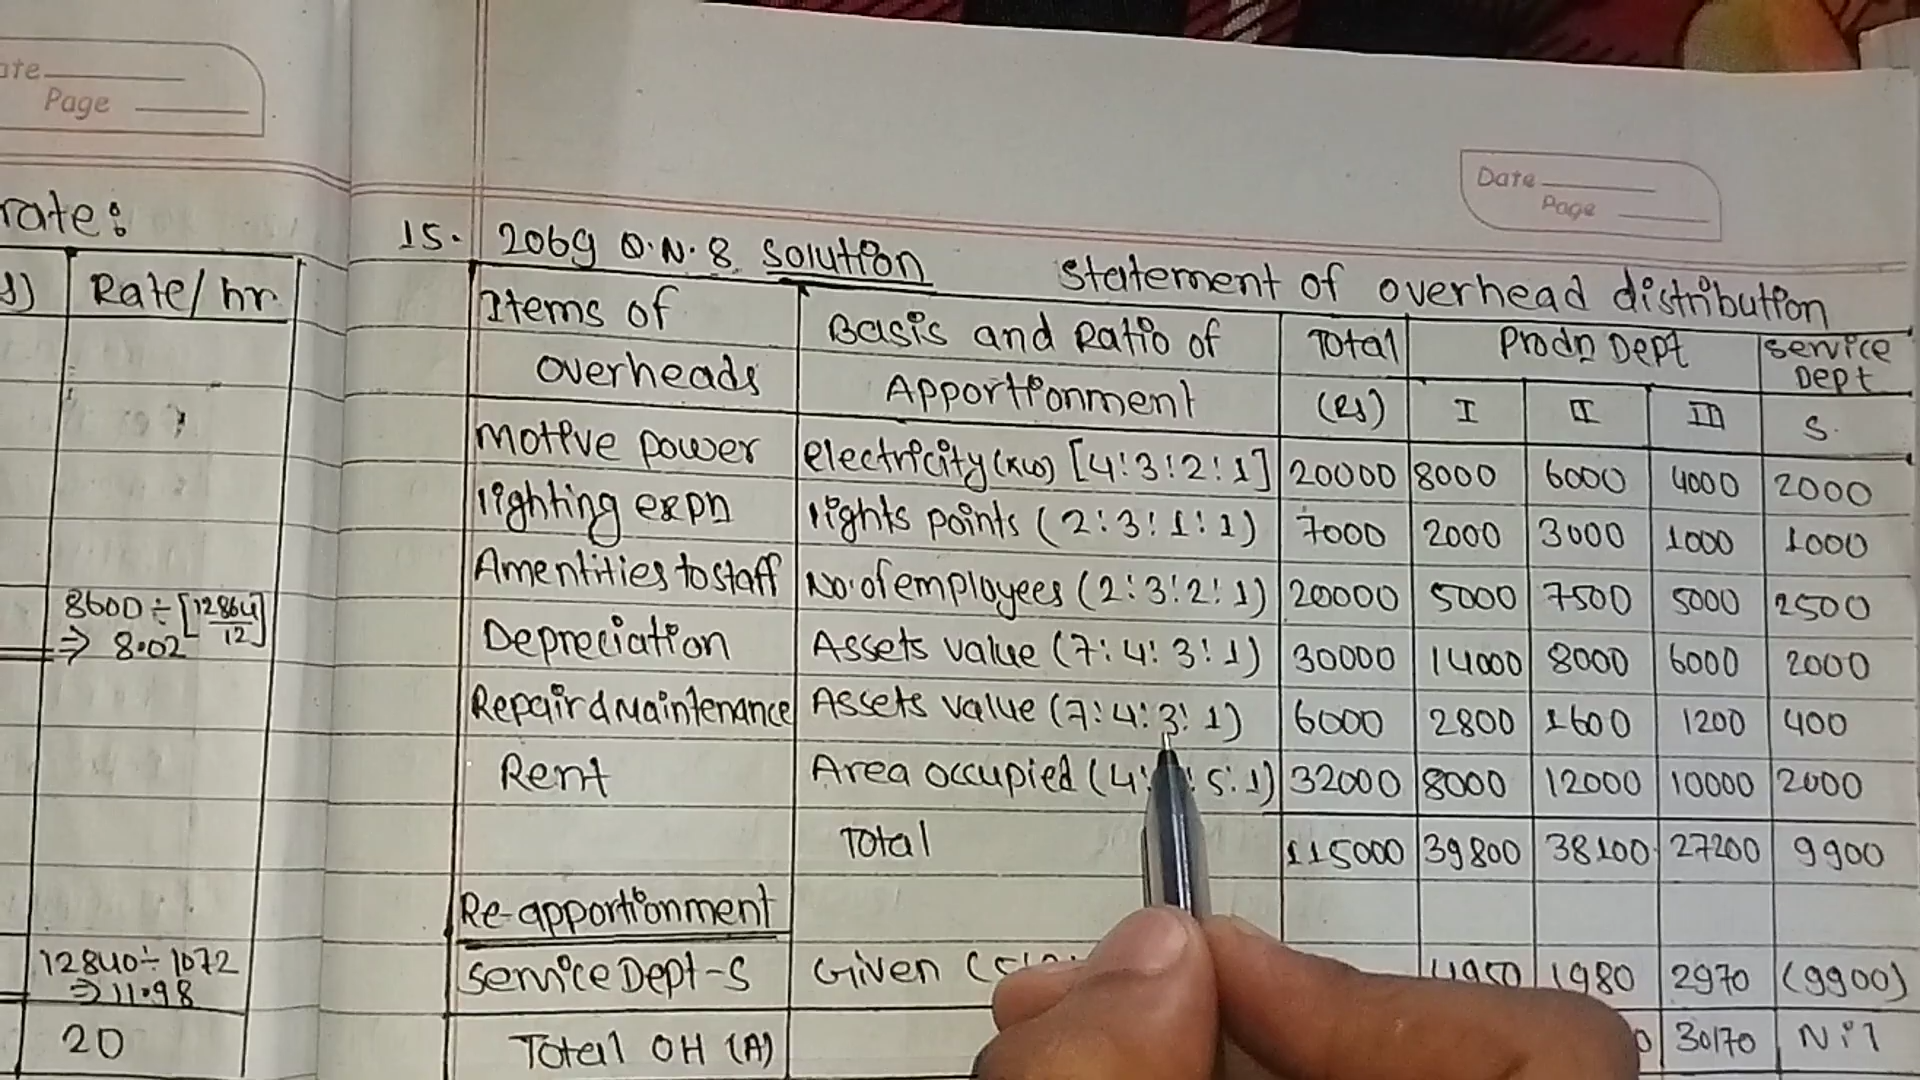 ate
Page
Date
Page
rate:
Rate/hr
8600 ÷ [12864/12]
⇒ 8.02
12840 ÷ 1072
⇒ 11.98
20
15. 2069 Q.N.8 Solution Statement of overhead distribution
Items of overheads | Basis and Ratio of Apportionment | Total (Rs) | Prodn Dept | Service Dept
I | II | III | S.
Motive power | electricity (kw) [4:3:2:1] | 20000 | 8000 | 6000 | 4000 | 2000
lighting expn | lights points (2:3:1:1) | 7000 | 2000 | 3000 | 1000 | 1000
Amentities to staff | No. of employees (2:3:2:1) | 20000 | 5000 | 7500 | 5000 | 2500
Depreciation | Assets value (7:4:3:1) | 30000 | 14000 | 8000 | 6000 | 2000
Repair & Maintenance | Assets value (7:4:3:1) | 6000 | 2800 | 1600 | 1200 | 400
Rent | Area occupied (4: :5:1) | 32000 | 8000 | 12000 | 10000 | 2000
Total | 115000 | 39800 | 38100 | 27200 | 9900
Re-apportionment
Service Dept-S | Given | 4950 | 1980 | 2970 | (9900)
Total OH (A) | 30170 | Nil